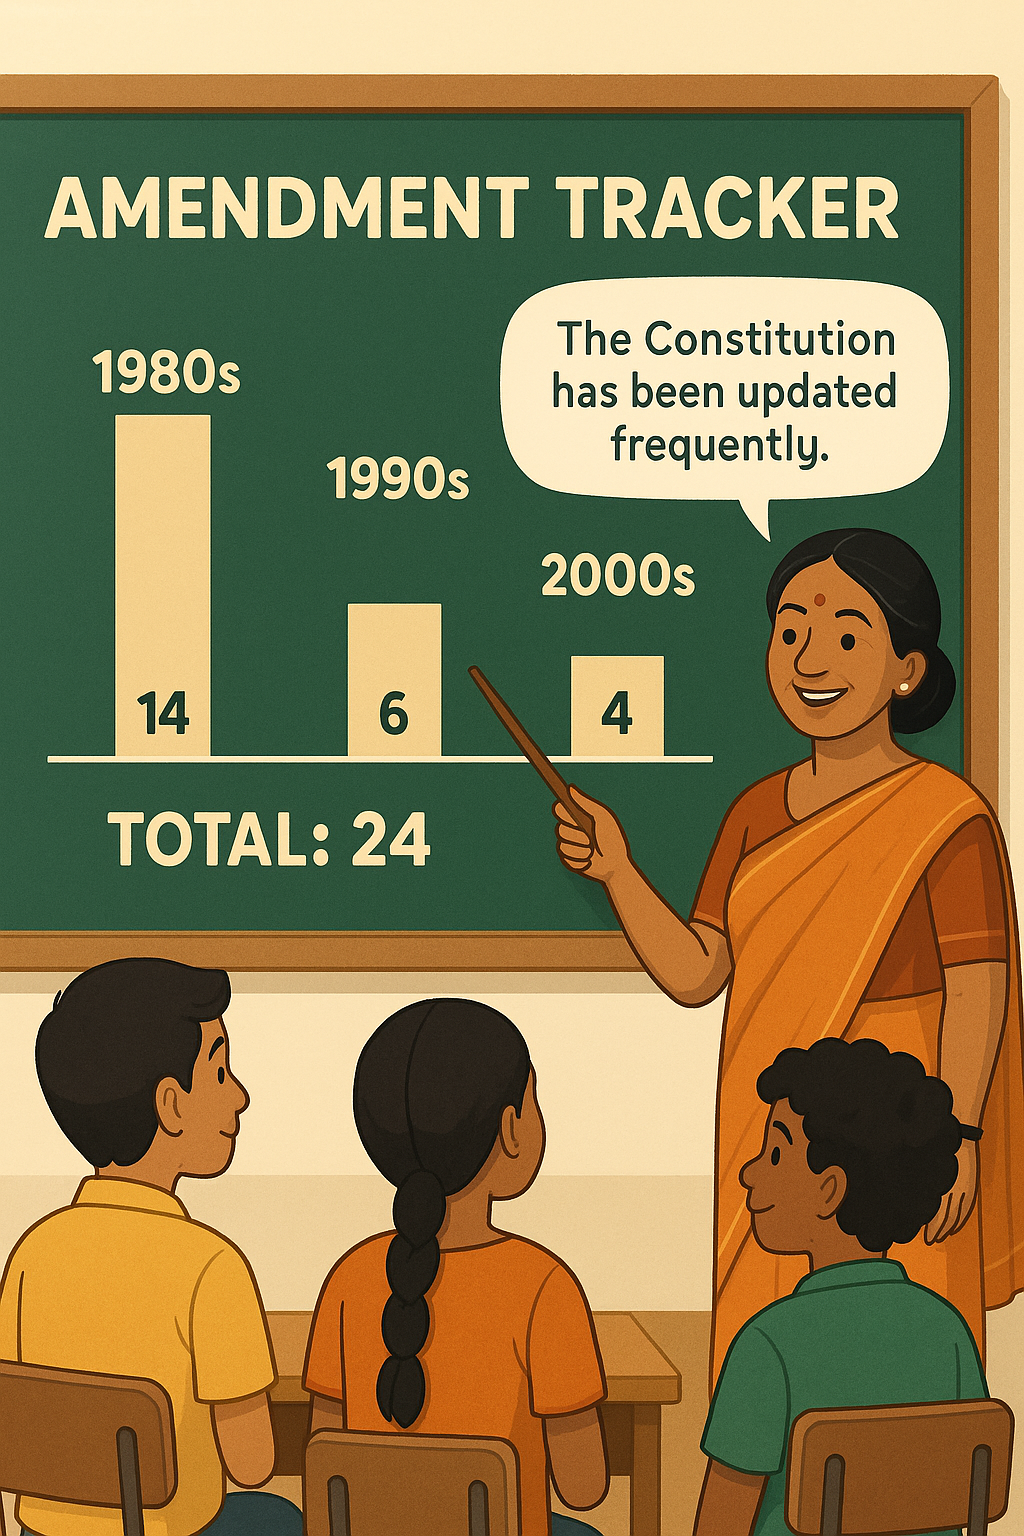 AMENDMENT TRACKER
The Constitution
has been updated
frequently.
1980s
1990s
2000s
14
6
4
TOTAL: 24